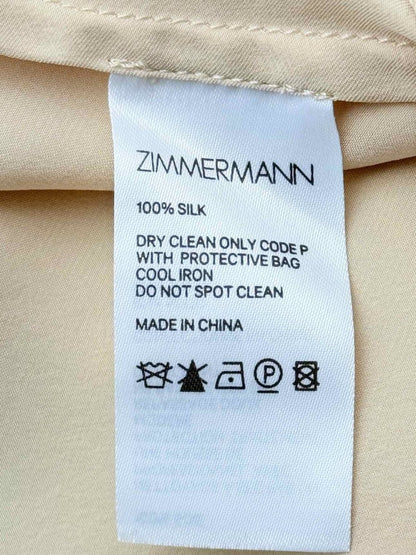 ZIMMERMANN
100% SILK
DRY CLEAN ONLY CODE P
WITH PROTECTIVE BAG
COOL IRON
DO NOT SPOT CLEAN
MADE IN CHINA
P